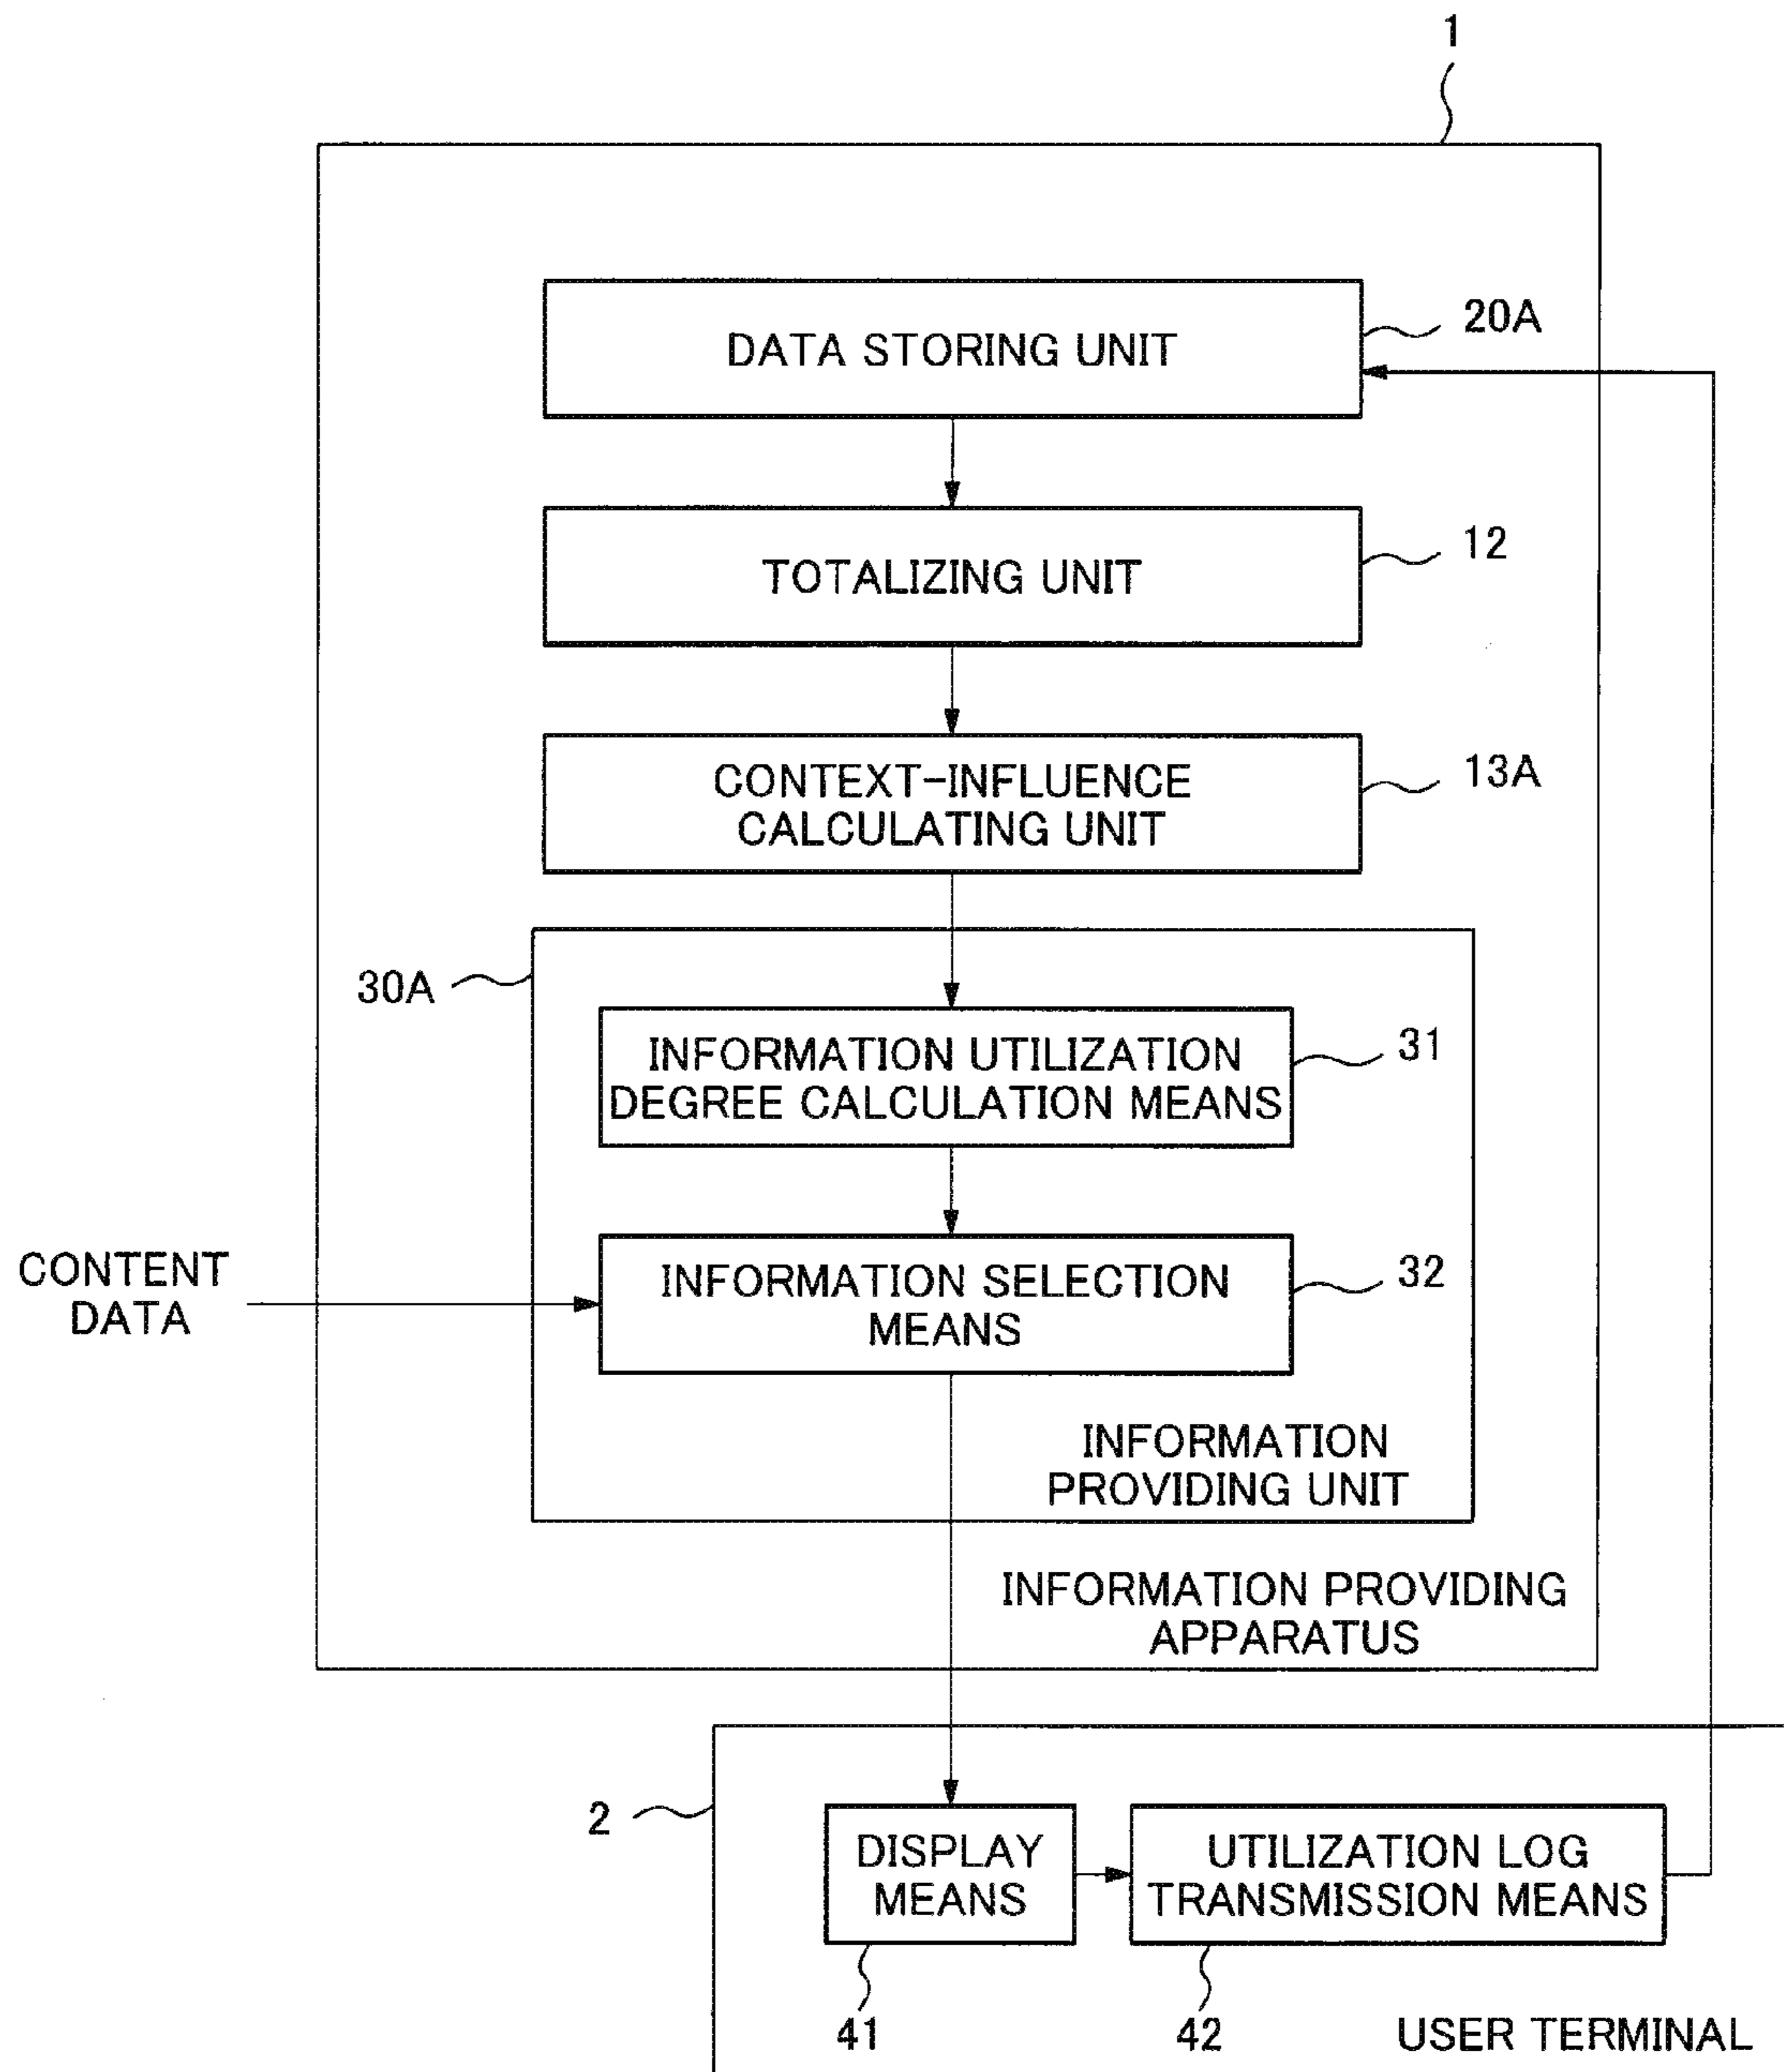 1
DATA STORING UNIT
20A
TOTALIZING UNIT
12
CONTEXT-INFLUENCE
CALCULATING UNIT
13A
30A
INFORMATION UTILIZATION
DEGREE CALCULATION MEANS
31
CONTENT
DATA
INFORMATION SELECTION
MEANS
32
INFORMATION
PROVIDING UNIT
INFORMATION PROVIDING
APPARATUS
2
DISPLAY
MEANS
UTILIZATION LOG
TRANSMISSION MEANS
41
42
USER TERMINAL